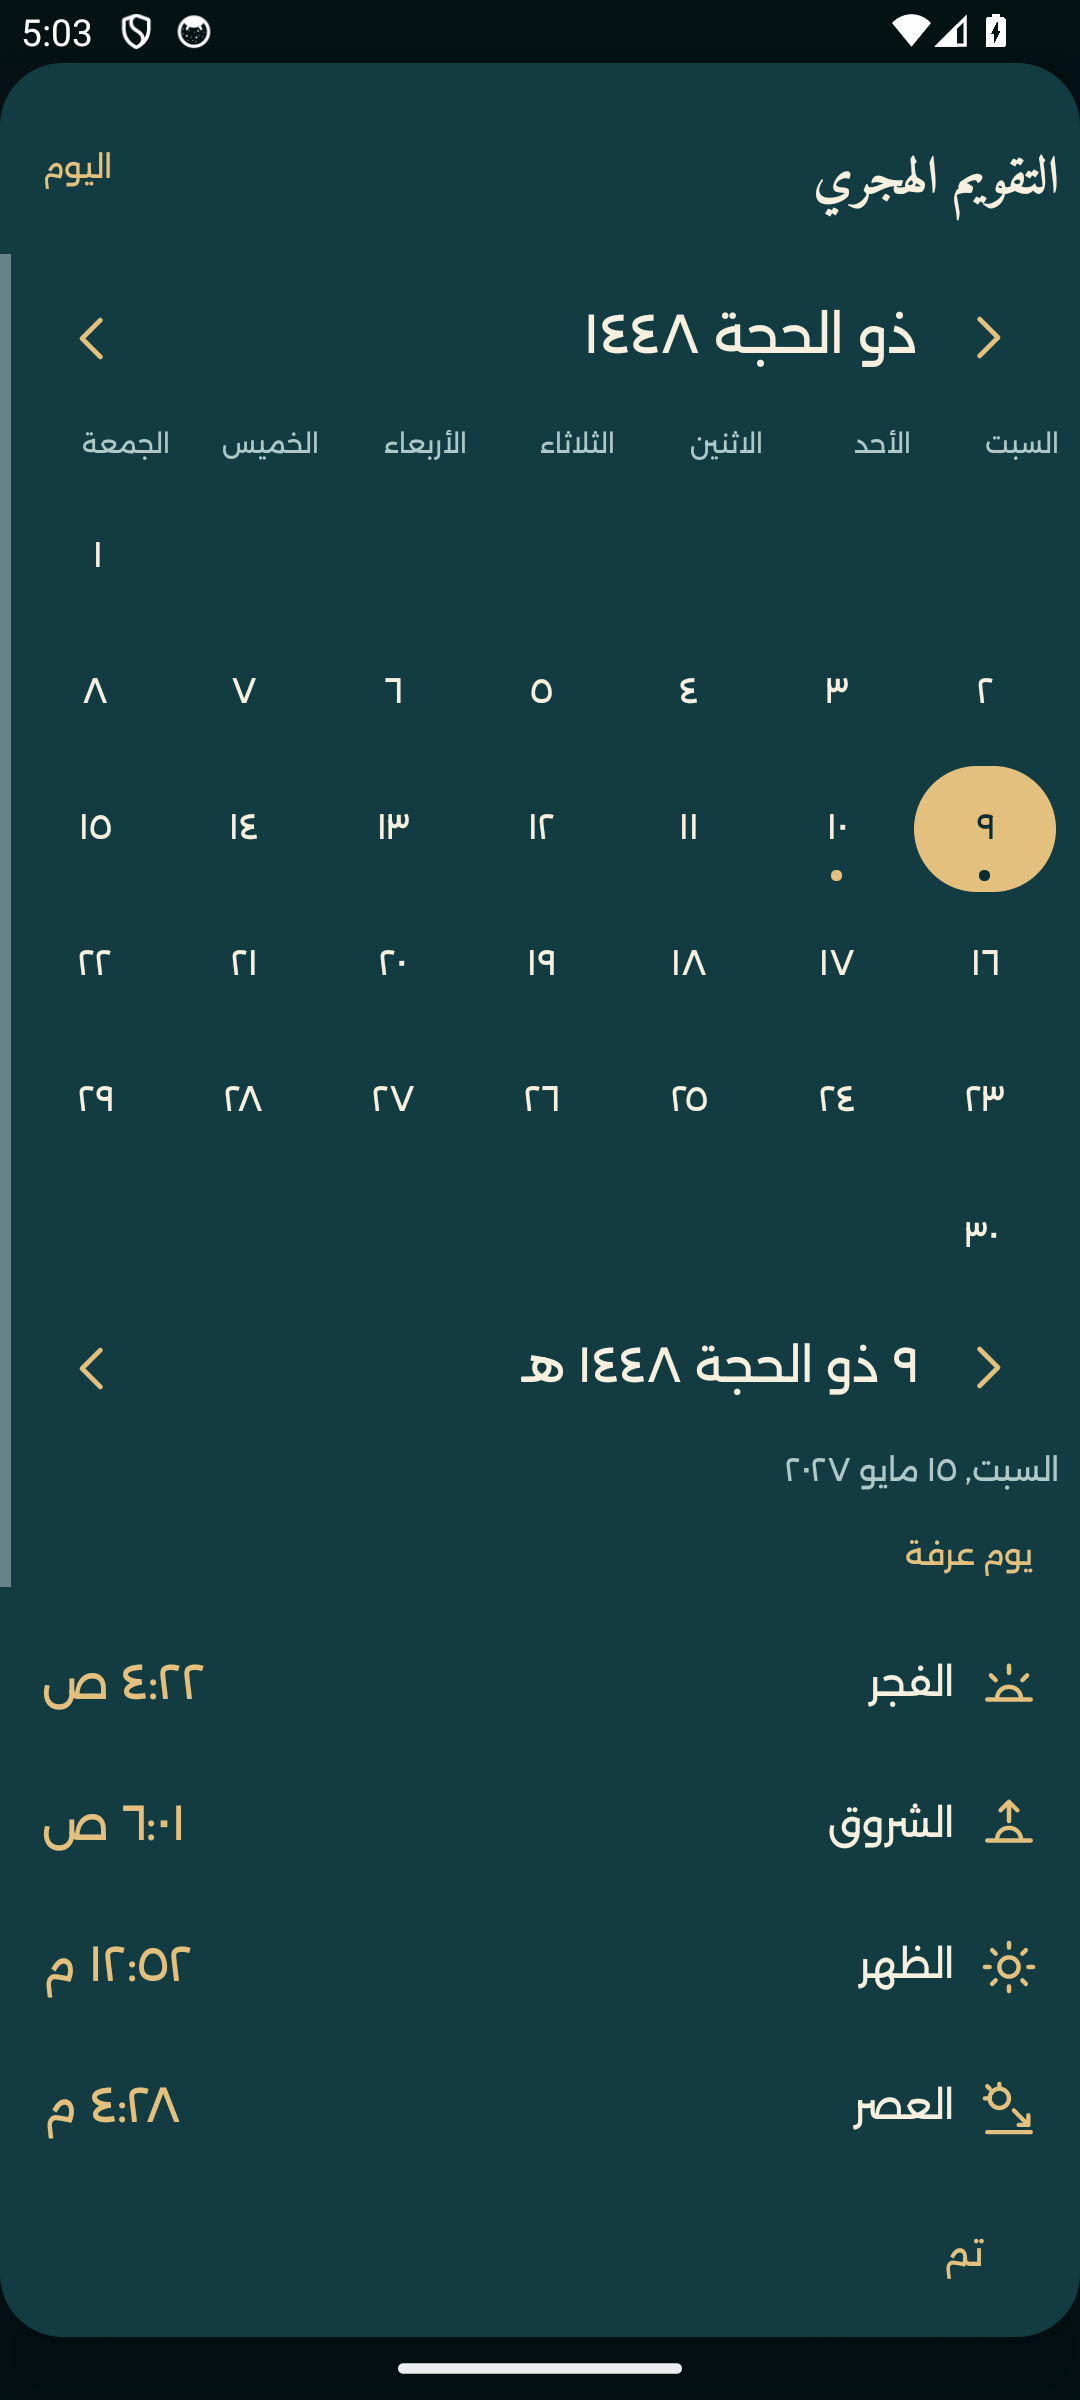 5:03
التقويم الهجري
اليوم
ذو الحجة ١٤٤٨
السبت الأحد الاثنين الثلاثاء الأربعاء الخميس الجمعة
١
٢ ٣ ٤ ٥ ٦ ٧ ٨
٩ ١٠ ١١ ١٢ ١٣ ١٤ ١٥
١٦ ١٧ ١٨ ١٩ ٢٠ ٢١ ٢٢
٢٣ ٢٤ ٢٥ ٢٦ ٢٧ ٢٨ ٢٩
٣٠
٩ ذو الحجة ١٤٤٨ هـ
السبت, ١٥ مايو ٢٠٢٧
يوم عرفة
الفجر ٤:٢٢ ص
الشروق ٦:٠١ ص
الظهر ١٢:٥٢ م
العصر ٤:٢٨ م
تم